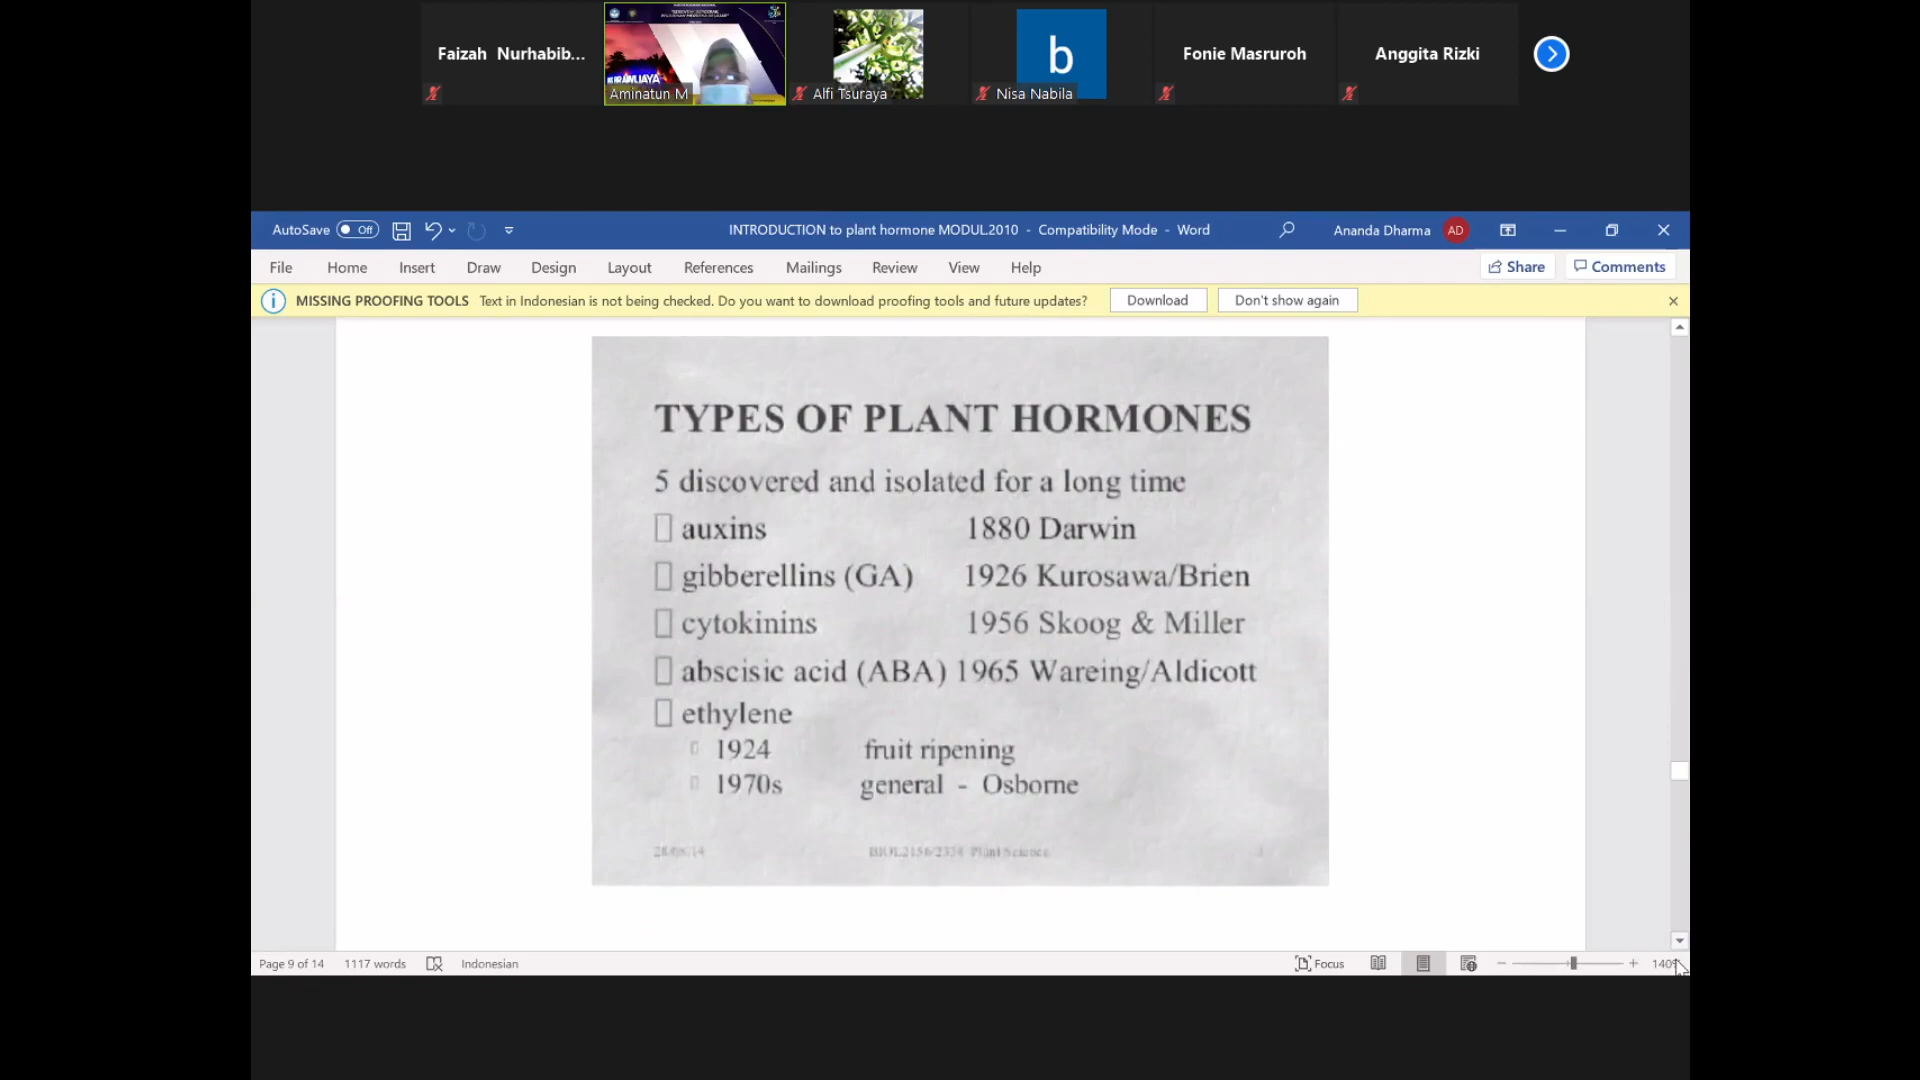 Faizah Nurhabib...
Aminatun M
Alfi Tsuraya
b
Nisa Nabila
Fonie Masruroh
Anggita Rizki
AutoSave Off
INTRODUCTION to plant hormone MODUL.2010 - Compatibility Mode - Word
Ananda Dharma AD
File Home Insert Draw Design Layout References Mailings Review View Help
Share Comments
MISSING PROOFING TOOLS Text in Indonesian is not being checked. Do you want to download proofing tools and future updates? Download Don't show again
TYPES OF PLANT HORMONES
5 discovered and isolated for a long time
auxins 1880 Darwin
gibberellins (GA) 1926 Kurosawa/Brien
cytokinins 1956 Skoog & Miller
abscisic acid (ABA) 1965 Wareing/Aldicott
ethylene
1924 fruit ripening
1970s general - Osborne
Plant Science
Page 9 of 14 1117 words Indonesian
Focus 140%